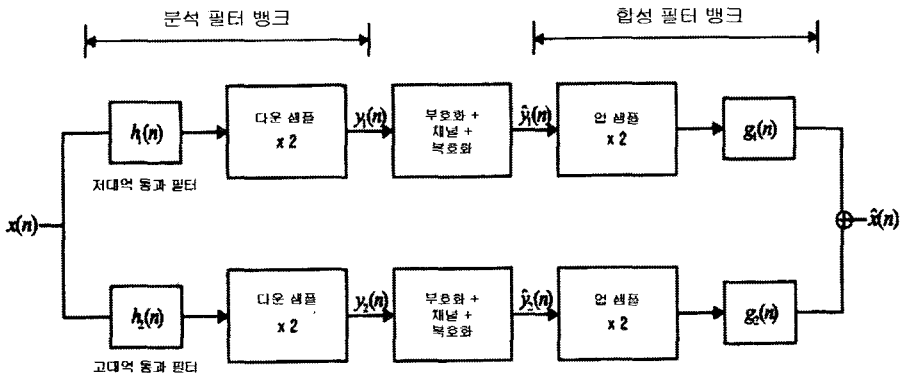 분석 필터 뱅크
합성 필터 뱅크
h₁(n)
다운 샘플
x 2
y₁(n)
부호화 +
채널 +
복호화
ŷ₁(n)
업 샘플
x 2
g₁(n)
저대역 통과 필터
x(n)
x̂(n)
h₂(n)
다운 샘플
x 2
y₂(n)
부호화 +
채널 +
복호화
ŷ₂(n)
업 샘플
x 2
g₂(n)
고대역 통과 필터